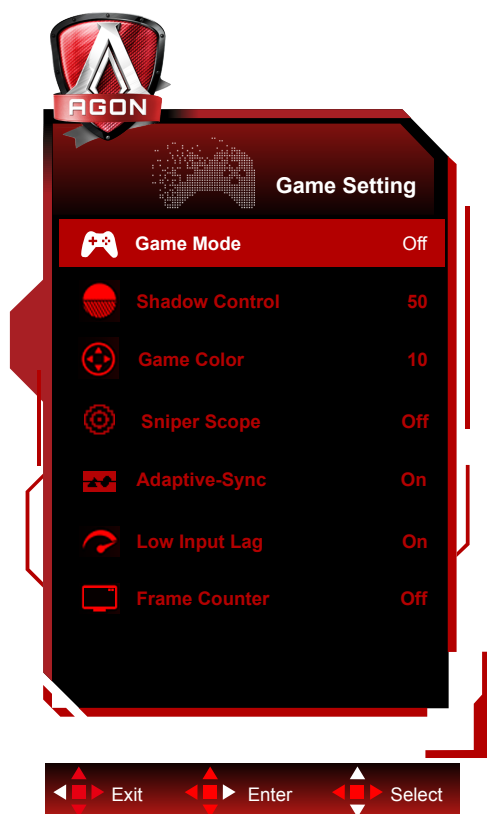 AGON
Game Setting
Game Mode Off
Shadow Control 50
Game Color 10
Sniper Scope Off
Adaptive-Sync On
Low Input Lag On
Frame Counter Off
Exit Enter Select